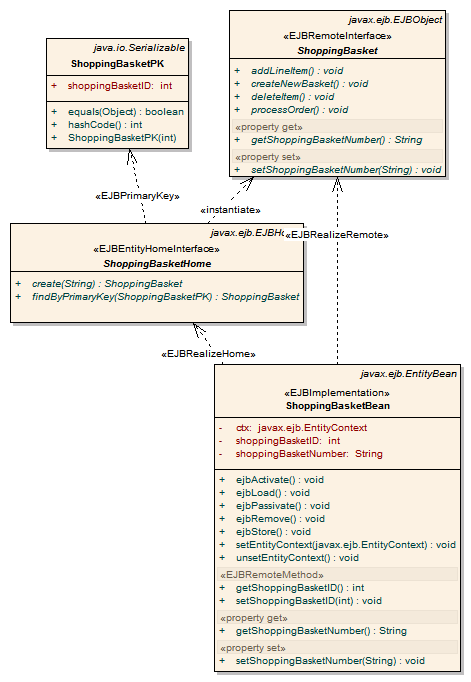 java.io.Serializable
ShoppingBasketPK
+ shoppingBasketID: int
+ equals(Object) : boolean
+ hashCode() : int
+ ShoppingBasketPK(int)
javax.ejb.EJBObject
«EJBRemoteInterface»
ShoppingBasket
+ addLineItem() : void
+ createNewBasket() : void
+ deleteItem() : void
+ processOrder() : void
«property get»
+ getShoppingBasketNumber() : String
«property set»
+ setShoppingBasketNumber(String) : void
«EJBPrimaryKey»
«instantiate»
javax.ejb.EJBHo
«EJBEntityHomeInterface»
ShoppingBasketHome
+ create(String) : ShoppingBasket
+ findByPrimaryKey(ShoppingBasketPK) : ShoppingBasket
«EJBRealizeRemote»
«EJBRealizeHome»
javax.ejb.EntityBean
«EJBImplementation»
ShoppingBasketBean
- ctx: javax.ejb.EntityContext
- shoppingBasketID: int
- shoppingBasketNumber: String
+ ejbActivate() : void
+ ejbLoad() : void
+ ejbPassivate() : void
+ ejbRemove() : void
+ ejbStore() : void
+ setEntityContext(javax.ejb.EntityContext) : void
+ unsetEntityContext() : void
«EJBRemoteMethod»
+ getShoppingBasketID() : int
+ setShoppingBasketID(int) : void
«property get»
+ getShoppingBasketNumber() : String
«property set»
+ setShoppingBasketNumber(String) : void